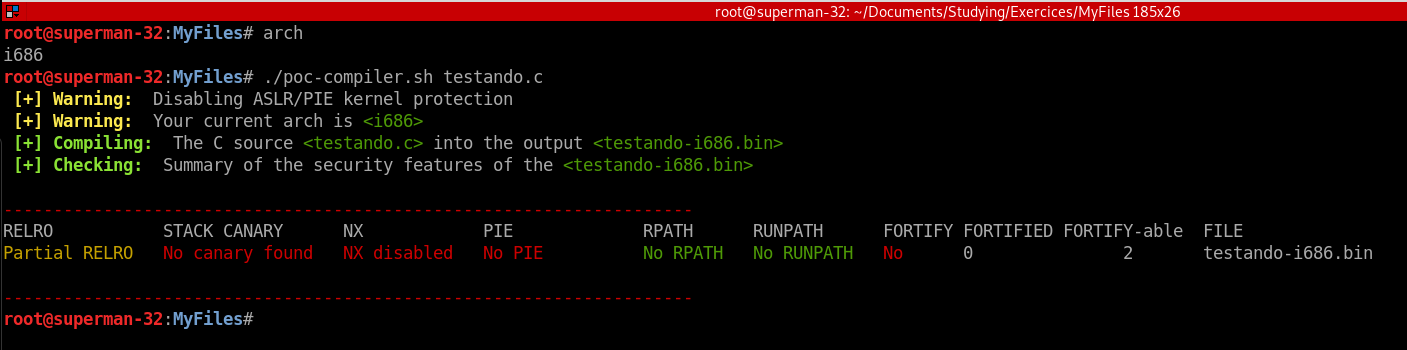 root@superman-32: ~/Documents/Studying/Exercices/MyFiles 185x26
root@superman-32:MyFiles# arch
i686
root@superman-32:MyFiles# ./poc-compiler.sh testando.c
[+] Warning:  Disabling ASLR/PIE kernel protection
[+] Warning:  Your current arch is <i686>
[+] Compiling:  The C source <testando.c> into the output <testando-i686.bin>
[+] Checking:  Summary of the security features of the <testando-i686.bin>
---------------------------------------------------------------------
RELRO           STACK CANARY      NX            PIE             RPATH      RUNPATH      FORTIFY FORTIFIED FORTIFY-able  FILE
Partial RELRO   No canary found   NX disabled   No PIE          No RPATH   No RUNPATH   No      0               2       testando-i686.bin
---------------------------------------------------------------------
root@superman-32:MyFiles#